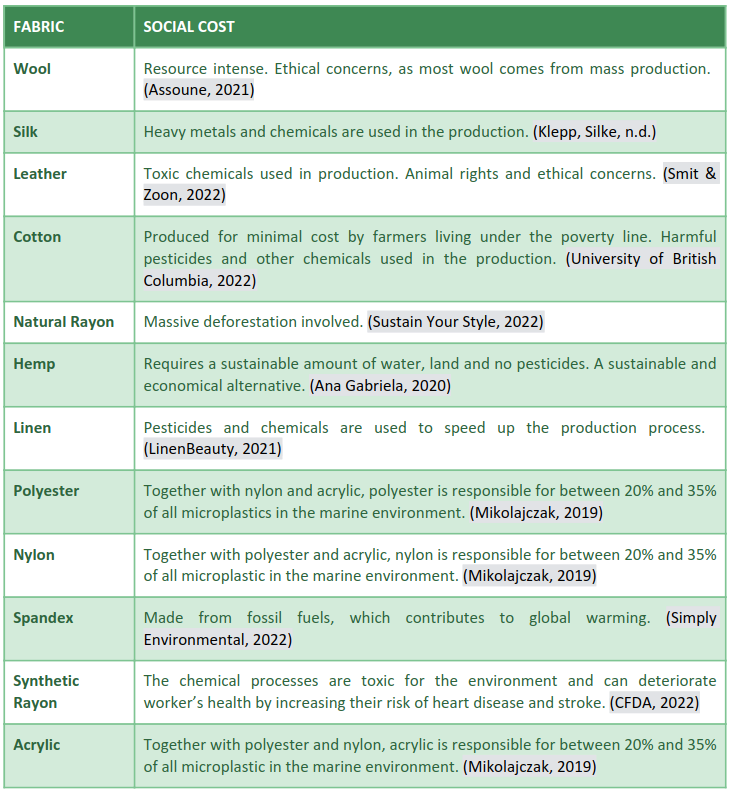 FABRIC SOCIAL COST
Wool Resource intense. Ethical concerns, as most wool comes from mass production.
(Assoune, 2021)
Silk Heavy metals and chemicals are used in the production. (Klepp, Silke, n.d.)
Leather Toxic chemicals used in production. Animal rights and ethical concerns. (Smit &
Zoon, 2022)
Cotton Produced for minimal cost by farmers living under the poverty line. Harmful
pesticides and other chemicals used in the production. (University of British
Columbia, 2022)
Natural Rayon Massive deforestation involved. (Sustain Your Style, 2022)
Hemp Requires a sustainable amount of water, land and no pesticides. A sustainable and
economical alternative. (Ana Gabriela, 2020)
Linen Pesticides and chemicals are used to speed up the production process.
(LinenBeauty, 2021)
Polyester Together with nylon and acrylic, polyester is responsible for between 20% and 35%
of all microplastics in the marine environment. (Mikolajczak, 2019)
Nylon Together with polyester and acrylic, nylon is responsible for between 20% and 35%
of all microplastic in the marine environment. (Mikolajczak, 2019)
Spandex Made from fossil fuels, which contributes to global warming. (Simply
Environmental, 2022)
Synthetic The chemical processes are toxic for the environment and can deteriorate
Rayon worker's health by increasing their risk of heart disease and stroke. (CFDA, 2022)
Acrylic Together with polyester and nylon, acrylic is responsible for between 20% and 35%
of all microplastic in the marine environment. (Mikolajczak, 2019)